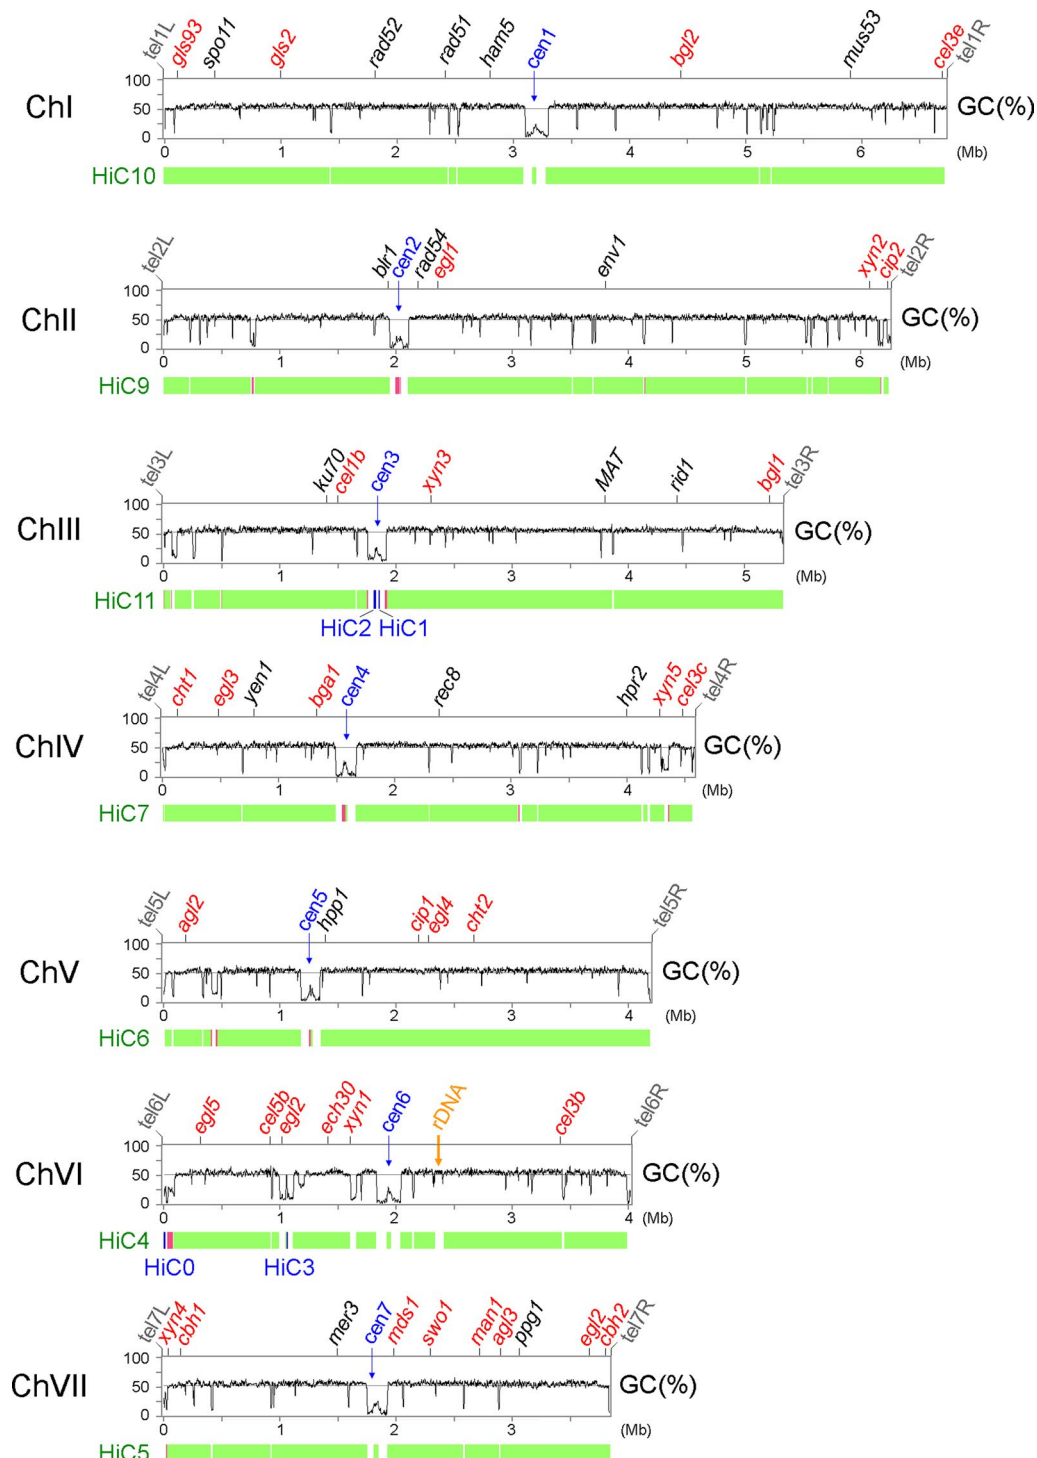 tel1L gls93 spo11 gls2 rad52 rad51 ham5 cen1 bgl2 mus53 cel3e tel1R
100
ChI 50 GC(%)
0
0 1 2 3 4 5 6 (Mb)
HiC10
tel2L blr1 cen2 rad54 egl1 env1 xyn2 cip2 tel2R
100
ChII 50 GC(%)
0
0 1 2 3 4 5 6 (Mb)
HiC9
tel3L ku70 cel1b cen3 xyn3 MAT rid1 bgl1 tel3R
100
ChIII 50 GC(%)
0
0 1 2 3 4 5 (Mb)
HiC11
HiC2 HiC1
tel4L cht1 egl3 yen1 bga1 cen4 rec8 hpr2 xyn5 cel3c tel4R
100
ChIV 50 GC(%)
0
0 1 2 3 4 (Mb)
HiC7
tel5L agl2 cen5 hpp1 cip1 egl4 cht2 tel5R
100
ChV 50 GC(%)
0
0 1 2 3 4 (Mb)
HiC6
tel6L egl5 cel5b egl2 ech30 xyn1 cen6 rDNA cel3b tel6R
100
ChVI 50 GC(%)
0
0 1 2 3 4 (Mb)
HiC4
HiC0 HiC3
tel7L xyn4 cbh1 mer3 cen7 mds1 swo1 man1 agl3 ppg1 egl2 cbh2 tel7R
100
ChVII 50 GC(%)
0
0 1 2 3 (Mb)
HiC5